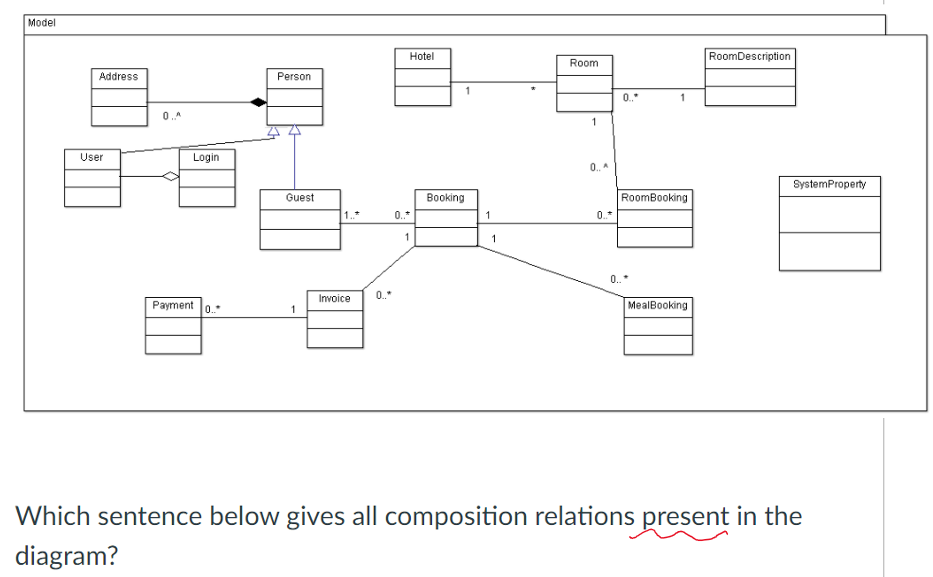 Model
Hotel
Room
RoomDescription
Address
Person
1
*
0..*
1
0..^
1
User
Login
0..^
SystemProperty
Guest
Booking
RoomBooking
1..*
0..*
1
0..*
1
1
0..*
Payment
0..*
1
Invoice
0..*
MealBooking
Which sentence below gives all composition relations present in the
diagram?